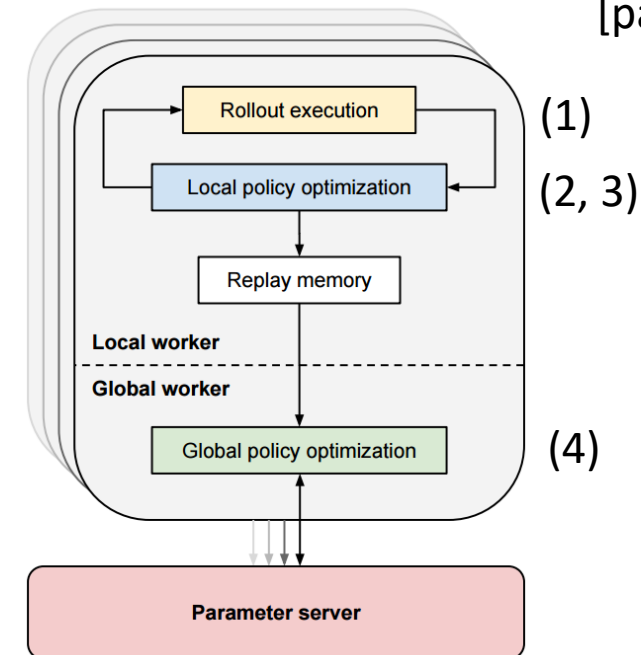 [pa
Rollout execution
(1)
Local policy optimization
(2, 3)
Replay memory
Local worker
Global worker
Global policy optimization
(4)
Parameter server